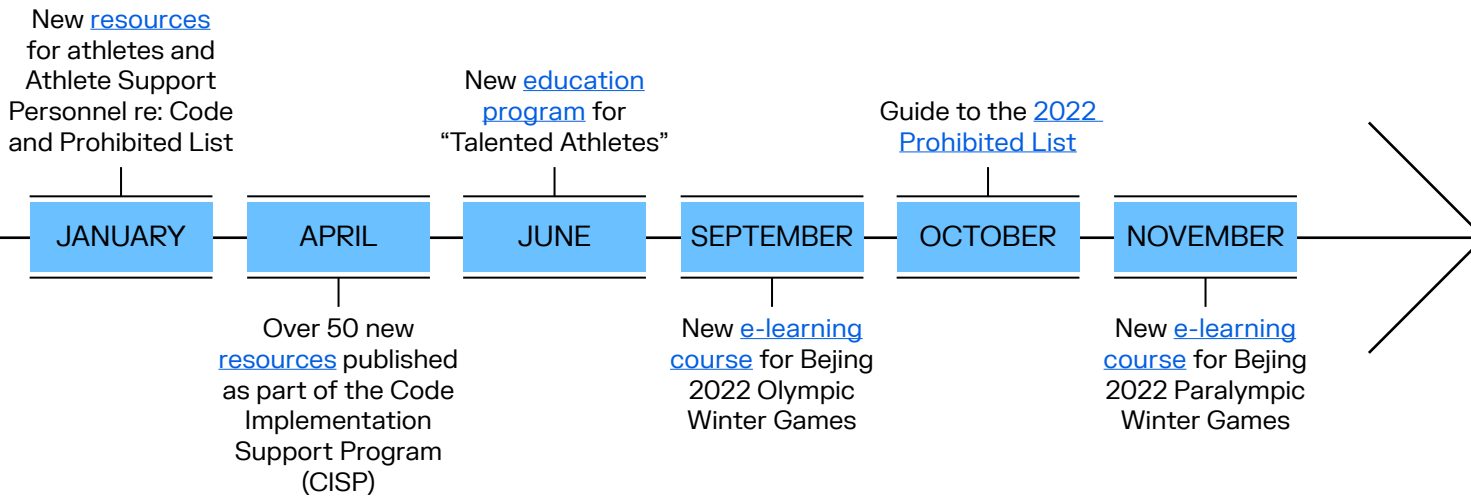 New resources
for athletes and
Athlete Support
Personnel re: Code
and Prohibited List
New education
program for
“Talented Athletes”
Guide to the 2022
Prohibited List
JANUARY
APRIL
JUNE
SEPTEMBER
OCTOBER
NOVEMBER
Over 50 new
resources published
as part of the Code
Implementation
Support Program
(CISP)
New e-learning
course for Bejing
2022 Olympic
Winter Games
New e-learning
course for Bejing
2022 Paralympic
Winter Games